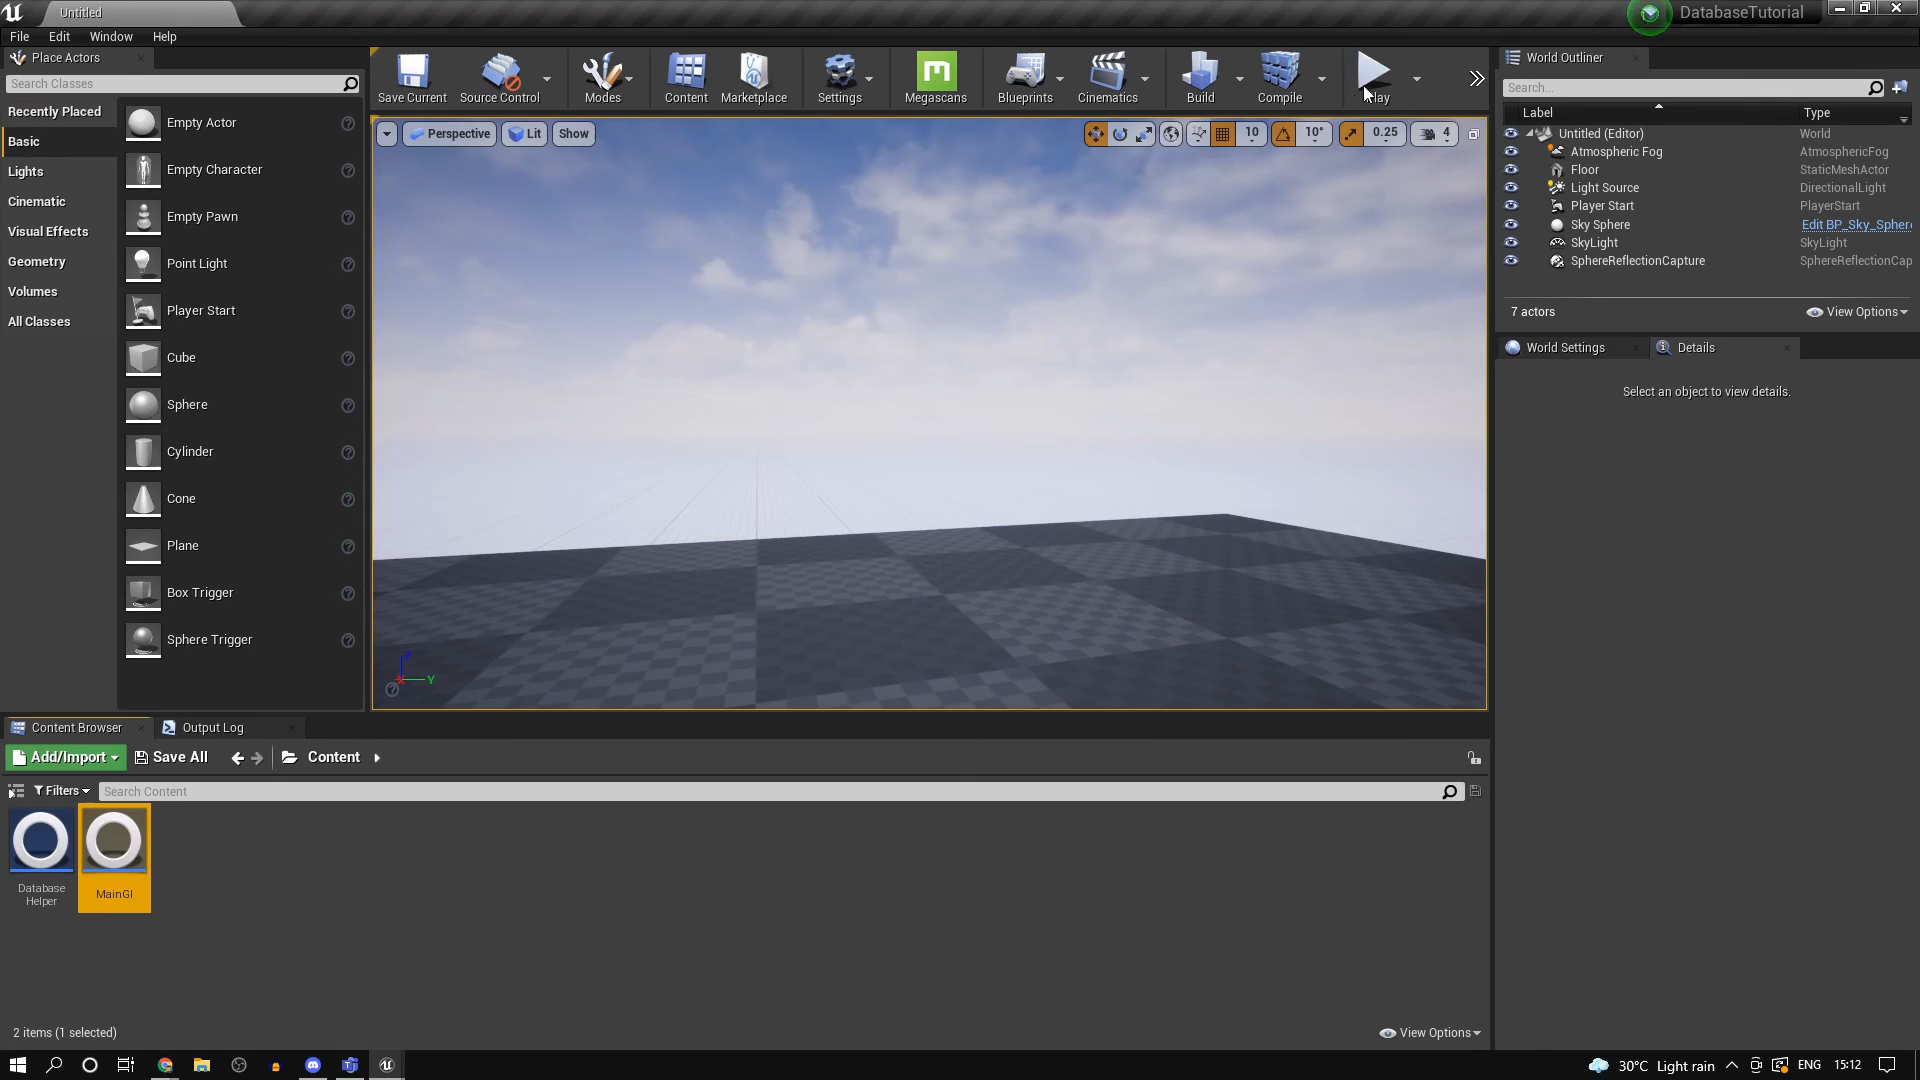 Untitled
DatabaseTutorial
File Edit Window Help
Place Actors
Search Classes
Recently Placed
Basic
Lights
Cinematic
Visual Effects
Geometry
Volumes
All Classes
Empty Actor
Empty Character
Empty Pawn
Point Light
Player Start
Cube
Sphere
Cylinder
Cone
Plane
Box Trigger
Sphere Trigger
Save Current Source Control Modes Content Marketplace Settings Megascans Blueprints Cinematics Build Compile Play
Perspective Lit Show
10 10° 0.25 4
Y
World Outliner
Search...
Label Type
Untitled (Editor) World
Atmospheric Fog AtmosphericFog
Floor StaticMeshActor
Light Source DirectionalLight
Player Start PlayerStart
Sky Sphere Edit BP_Sky_Sphere
SkyLight SkyLight
SphereReflectionCapture SphereReflectionCap
7 actors View Options
World Settings Details
Select an object to view details.
Content Browser Output Log
Add/Import Save All Content
Filters Search Content
Database
Helper
MainGI
2 items (1 selected) View Options
30°C Light rain ENG 15:12